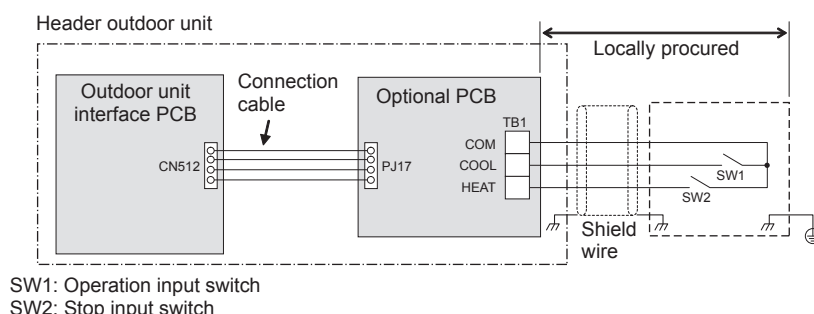 Header outdoor unit
Locally procured
Outdoor unit
interface PCB
Connection
cable
Optional PCB
TB1
COM
COOL
HEAT
CN512
PJ17
SW1
SW2
Shield
wire
SW1: Operation input switch
SW2: Stop input switch